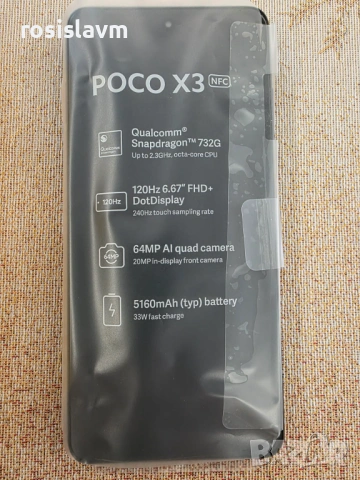 rosislavm
POCO X3 NFC
Qualcomm®
Snapdragon™ 732G
Up to 2.3GHz, octa-core CPU
120Hz
120Hz 6.67" FHD+
DotDisplay
240Hz touch sampling rate
64MP
64MP AI quad camera
20MP in-display front camera
5160mAh (typ) battery
33W fast charge
BAZAR